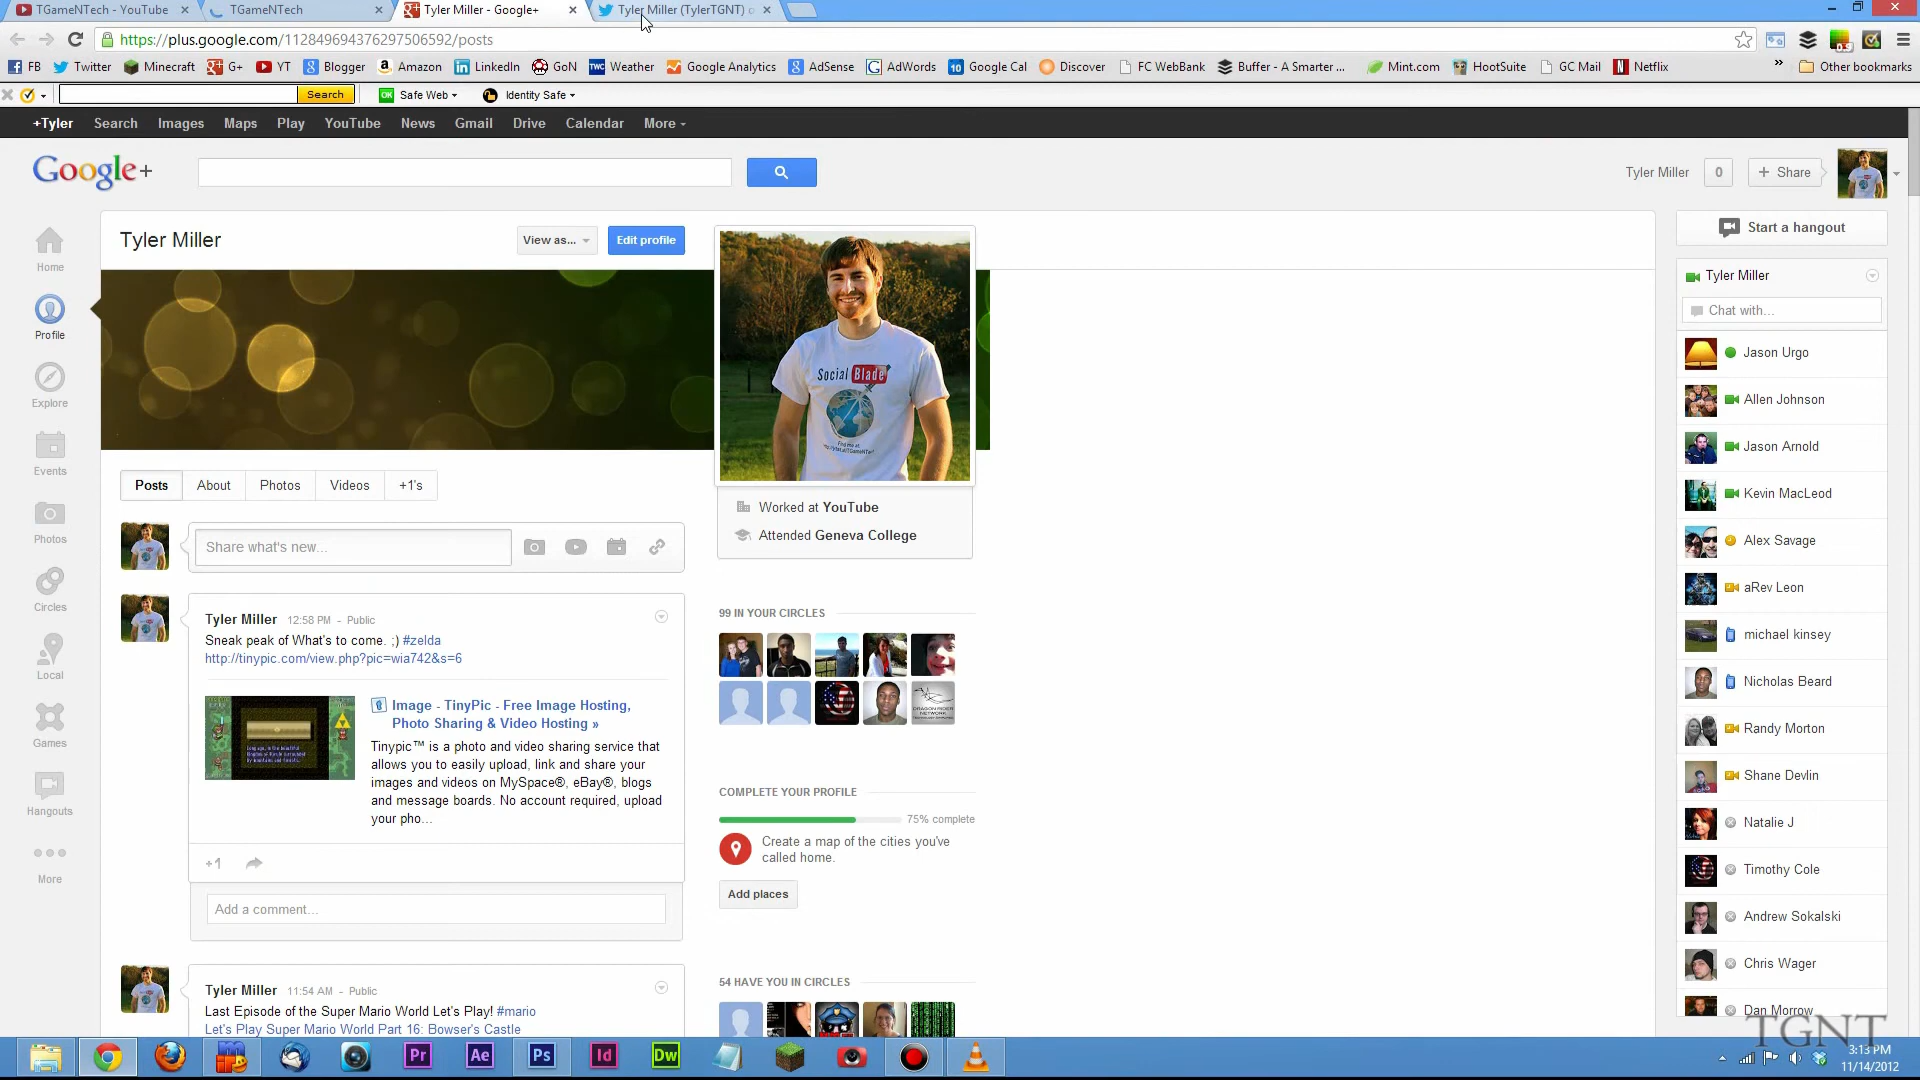 TGameNTech - YouTube
TGameNTech
Tyler Miller - Google+
Tyler Miller (TylerTGNT) o
https://plus.google.com/112849694376297506592/posts
FB
Twitter
Minecraft
G+
YT
Blogger
Amazon
LinkedIn
GoN
Weather
Google Analytics
AdSense
AdWords
Google Cal
Discover
FC WebBank
Buffer - A Smarter ...
Mint.com
HootSuite
GC Mail
Netflix
» Other bookmarks
Search
Safe Web
Identity Safe
+Tyler Search Images Maps Play YouTube News Gmail Drive Calendar More
Google+
Tyler Miller 0 + Share
Home
Profile
Explore
Events
Photos
Circles
Local
Games
Hangouts
More
Tyler Miller
View as...
Edit profile
Social Blade
Find me at:
Posts About Photos Videos +1's
Share what's new...
Tyler Miller 12:58 PM - Public
Sneak peak of What's to come. ;) #zelda
http://tinypic.com/view.php?pic=wia742&s=6
Image - TinyPic - Free Image Hosting,
Photo Sharing & Video Hosting »
Tinypic™ is a photo and video sharing service that
allows you to easily upload, link and share your
images and videos on MySpace®, eBay®, blogs
and message boards. No account required, upload
your pho...
+1
Add a comment...
Tyler Miller 11:54 AM - Public
Last Episode of the Super Mario World Let's Play! #mario
Let's Play Super Mario World Part 16: Bowser's Castle
Worked at YouTube
Attended Geneva College
99 IN YOUR CIRCLES
COMPLETE YOUR PROFILE
75% complete
Create a map of the cities you've
called home.
Add places
54 HAVE YOU IN CIRCLES
Start a hangout
Tyler Miller
Chat with...
Jason Urgo
Allen Johnson
Jason Arnold
Kevin MacLeod
Alex Savage
aRev Leon
michael kinsey
Nicholas Beard
Randy Morton
Shane Devlin
Natalie J
Timothy Cole
Andrew Sokalski
Chris Wager
Dan Morrow
TGNT
Pr
Ae
Ps
Id
Dw
3:13 PM
11/14/2012